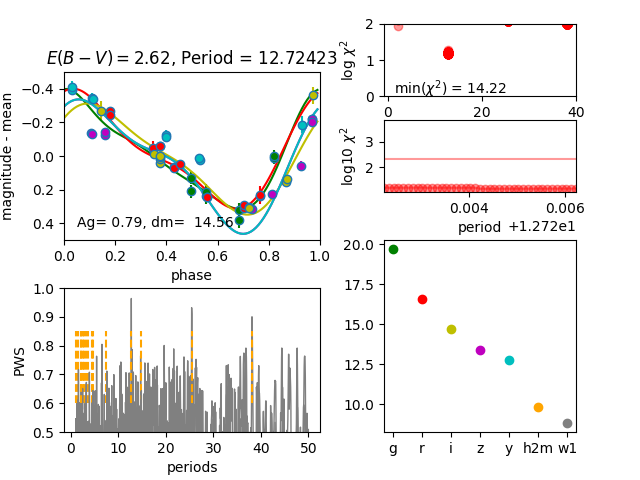 E(B − V) = 2.62, Period = 12.72423
magnitude - mean
−0.4
−0.2
0.0
0.2
0.4
Ag= 0.79, dm= 14.56
0.0 0.2 0.4 0.6 0.8 1.0
phase
log χ²
2
1
0
min(χ²) = 14.22
0 20 40
log10 χ²
3
2
0.004 0.006
period +1.272e1
PWS
1.0
0.9
0.8
0.7
0.6
0.5
0 10 20 30 40 50
periods
20.0
17.5
15.0
12.5
10.0
g r i z y h2m w1